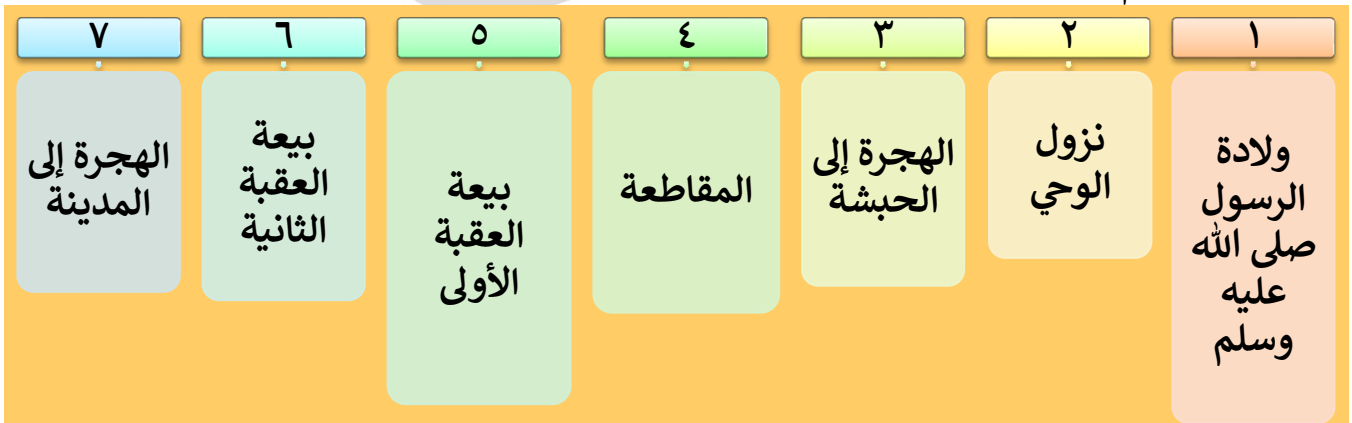 ١
ولادة
الرسول
صلى الله
عليه
وسلم
٢
نزول
الوحي
٣
الهجرة إلى
الحبشة
٤
المقاطعة
٥
بيعة
العقبة
الأولى
٦
بيعة
العقبة
الثانية
٧
الهجرة إلى
المدينة